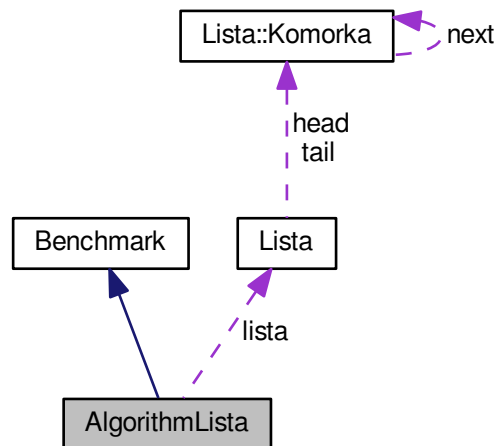 Lista::Komorka
next
head
tail
Benchmark
Lista
lista
AlgorithmLista